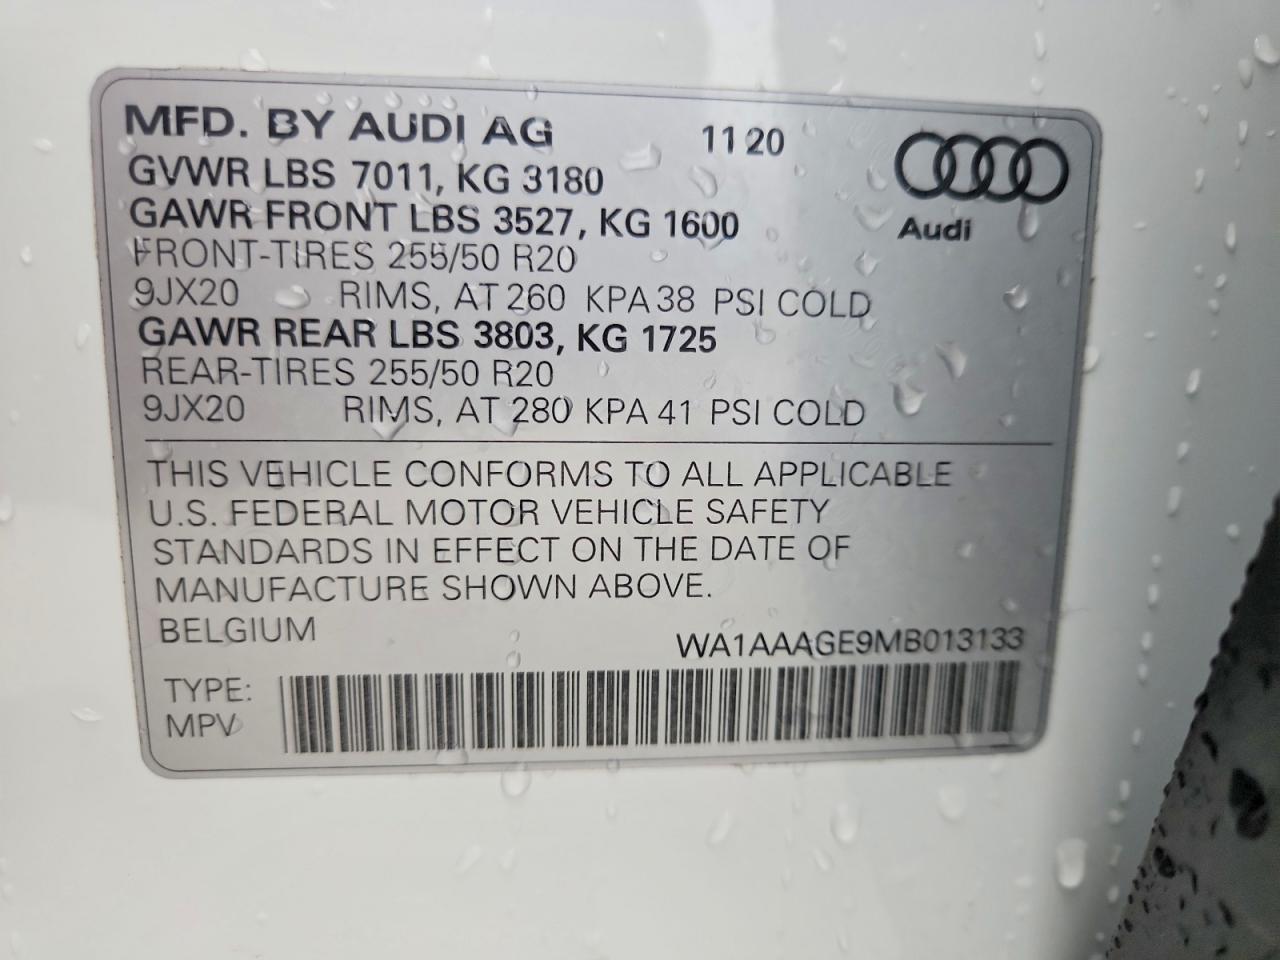 MFD. BY AUDI AG 11 20
GVWR LBS 7011, KG 3180
GAWR FRONT LBS 3527, KG 1600
Audi
FRONT-TIRES 255/50 R20
9JX20 RIMS, AT 260 KPA 38 PSI COLD
GAWR REAR LBS 3803, KG 1725
REAR-TIRES 255/50 R20
9JX20 RIMS, AT 280 KPA 41 PSI COLD
THIS VEHICLE CONFORMS TO ALL APPLICABLE
U.S. FEDERAL MOTOR VEHICLE SAFETY
STANDARDS IN EFFECT ON THE DATE OF
MANUFACTURE SHOWN ABOVE.
BELGIUM WA1AAAGE9MB013133
TYPE:
MPV